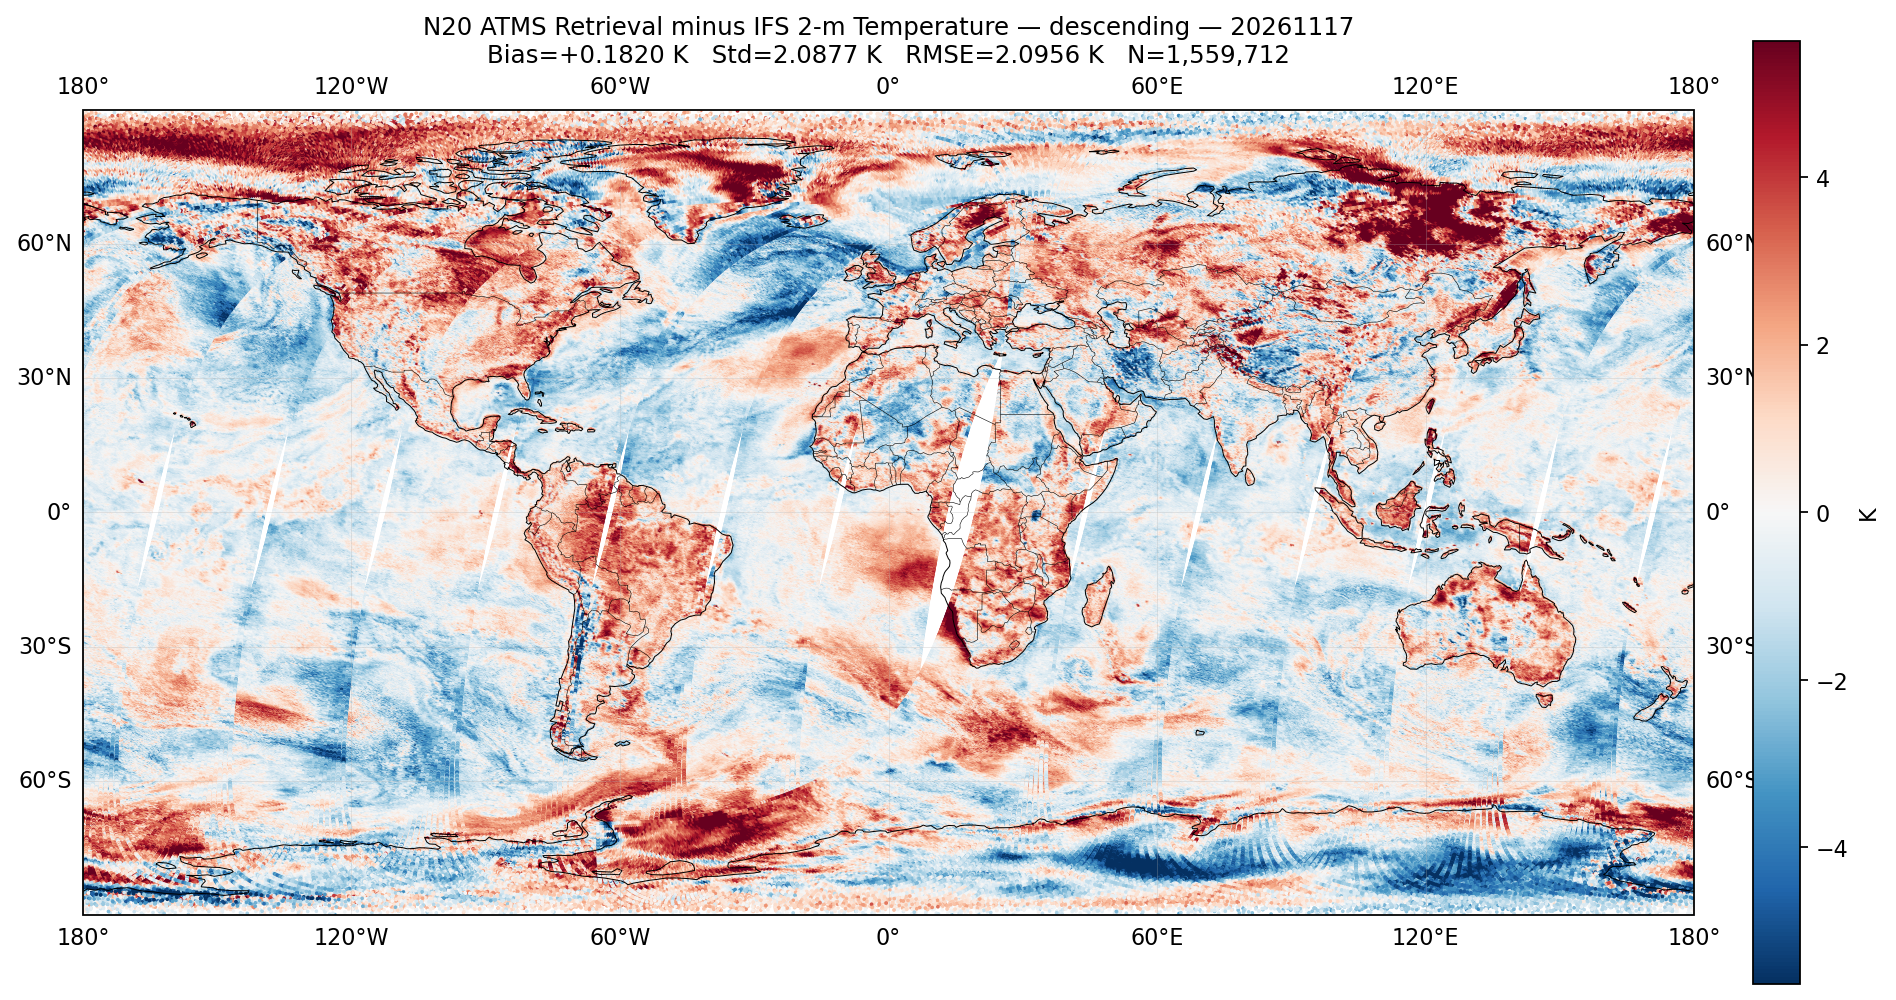 N20 ATMS Retrieval minus IFS 2-m Temperature — descending — 20261117
Bias=+0.1820 K   Std=2.0877 K   RMSE=2.0956 K   N=1,559,712
180° 120°W 60°W 0° 60°E 120°E 180°
60°N 60°N
30°N 30°N
0° 0°
30°S 30°S
60°S 60°S
180° 120°W 60°W 0° 60°E 120°E 180°
4
2
0
−2
−4
K